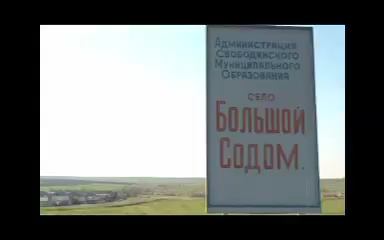 Администрация
Свободинского
Муниципального
Образования
село
Большой
Содом.